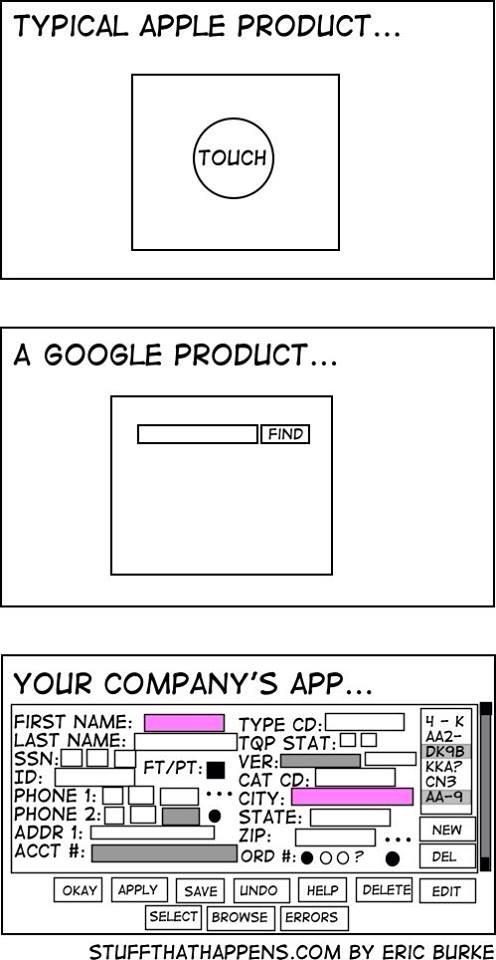 TYPICAL APPLE PRODUCT...
TOUCH
A GOOGLE PRODUCT...
FIND
YOUR COMPANY'S APP...
FIRST NAME:
LAST NAME:
SSN:
ID:
FT/PT:
PHONE 1:
...
PHONE 2:
ADDR 1:
ACCT #:
TYPE CD:
TQP STAT:
VER:
CAT CD:
CITY:
STATE:
ZIP:
...
ORD #: ?
4 - K
AA2-
DK9B
KKA?
CN3
AA-9
NEW
DEL
OKAY APPLY SAVE UNDO HELP DELETE EDIT
SELECT BROWSE ERRORS
STUFFTHATHAPPENS.COM BY ERIC BURKE